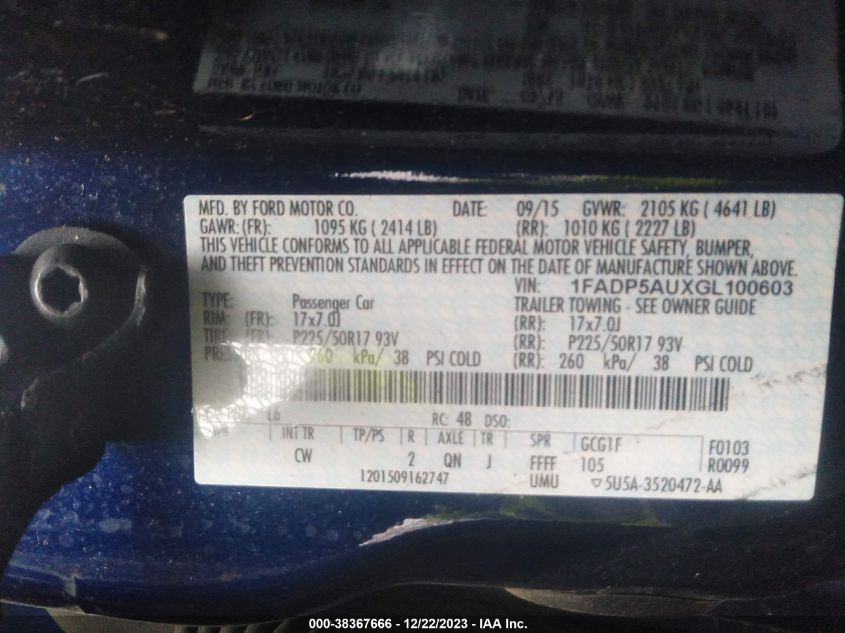 MFD. BY FORD MOTOR CO. DATE: 09/15 GVWR: 2105 KG ( 4641 LB)
GAWR: (FR): 1095 KG ( 2414 LB) (RR): 1010 KG ( 2227 LB)
THIS VEHICLE CONFORMS TO ALL APPLICABLE FEDERAL MOTOR VEHICLE SAFETY, BUMPER,
AND THEFT PREVENTION STANDARDS IN EFFECT ON THE DATE OF MANUFACTURE SHOWN ABOVE.
VIN: 1FADP5AUXGL100603
TYPE: Passenger Car TRAILER TOWING - SEE OWNER GUIDE
RIM: (FR): 17x7.0J (RR): 17x7.0J
TIRE (FR): P225/50R17 93V (RR): P225/50R17 93V
260 kPa/ 38 PSI COLD (RR): 260 kPa/ 38 PSI COLD
L6 RC: 48 DSO:
INT TR TP/PS R AXLE TR SPR GCG1F F0103
CW 2 QN J FFFF 105 R0099
1201509162747 UMU ▽5U5A-3520472-AA
000-38367666 - 12/22/2023 - IAA Inc.